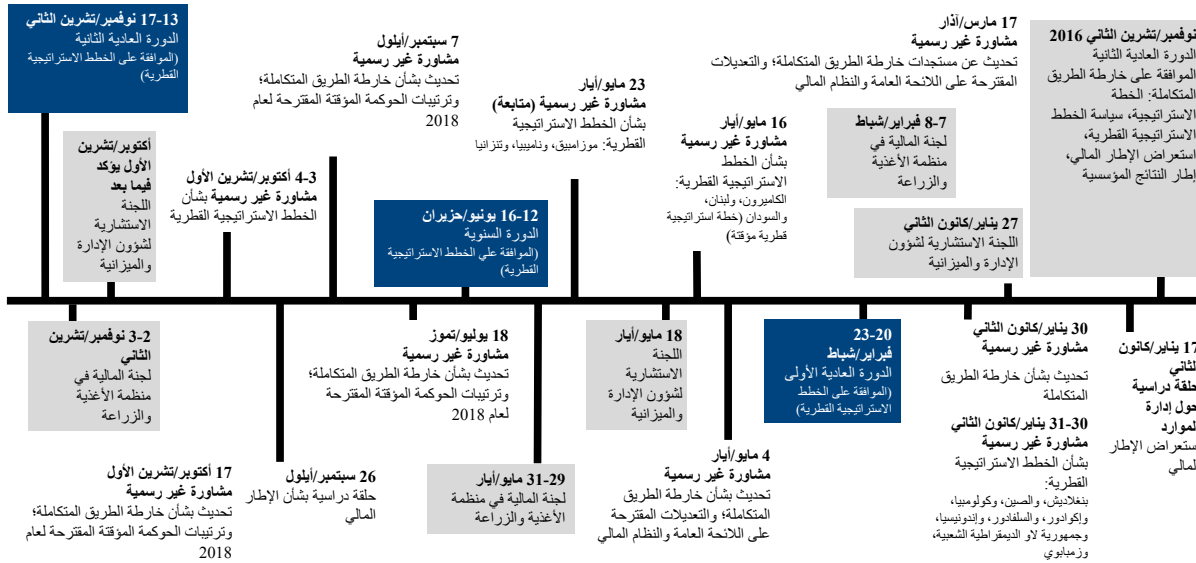 نوفمبر/تشرين الثاني 2016
الدورة العادية الثانية
الموافقة على خارطة الطريق
المتكاملة: الخطة
الاستراتيجية، سياسة الخطط
الاستراتيجية القطرية،
استعراض الإطار المالي،
إطار النتائج المؤسسية
17 مارس/آذار
مشاورة غير رسمية
تحديث عن مستجدات خارطة الطريق المتكاملة؛ والتعديلات
المقترحة على اللائحة العامة والنظام المالي
7-8 فبراير/شباط
لجنة المالية في
منظمة الأغذية
والزراعة
27 يناير/كانون الثاني
اللجنة الاستشارية لشؤون
الإدارة والميزانية
16 مايو/أيار
مشاورة غير رسمية
بشأن الخطط
الاستراتيجية القطرية:
الكاميرون، ولبنان،
والسودان (خطة استراتيجية
قطرية مؤقتة)
23 مايو/أيار
مشاورة غير رسمية (متابعة)
بشأن الخطط الاستراتيجية
القطرية: موزامبيق، وناميبيا، وتنزانيا
12-16 يونيو/حزيران
الدورة السنوية
(الموافقة على الخطط الاستراتيجية
القطرية)
7 سبتمبر/أيلول
مشاورة غير رسمية
تحديث بشأن خارطة الطريق المتكاملة؛
وترتيبات الحوكمة المؤقتة المقترحة لعام
2018
3-4 أكتوبر/تشرين الأول
مشاورة غير رسمية بشأن
الخطط الاستراتيجية القطرية
أكتوبر/تشرين
الأول يؤكد
فيما بعد
اللجنة
الاستشارية
لشؤون الإدارة
والميزانية
13-17 نوفمبر/تشرين الثاني
الدورة العادية الثانية
(الموافقة على الخطط الاستراتيجية
القطرية)
17 يناير/كانون
الثاني
حلقة دراسية
حول إدارة
الموارد
استعراض الإطار
المالي
30 يناير/كانون الثاني
مشاورة غير رسمية
تحديث بشأن خارطة الطريق
المتكاملة
30-31 يناير/كانون الثاني
مشاورة غير رسمية
بشأن الخطط الاستراتيجية
القطرية:
بنغلاديش، والصين، وكولومبيا،
وإكوادور، والسلفادور، وإندونيسيا،
وجمهورية لاو الديمقراطية الشعبية،
وزمبابوي
20-23
فبراير/شباط
الدورة العادية الأولى
(الموافقة على الخطط
الاستراتيجية القطرية)
4 مايو/أيار
مشاورة غير رسمية
تحديث بشأن خارطة الطريق
المتكاملة؛ والتعديلات المقترحة
على اللائحة العامة والنظام المالي
18 مايو/أيار
اللجنة
الاستشارية
لشؤون الإدارة
والميزانية
29-31 مايو/أيار
لجنة المالية في منظمة
الأغذية والزراعة
18 يوليو/تموز
مشاورة غير رسمية
تحديث بشأن خارطة الطريق المتكاملة؛
وترتيبات الحوكمة المؤقتة المقترحة
لعام 2018
26 سبتمبر/أيلول
حلقة دراسية بشأن الإطار
المالي
17 أكتوبر/تشرين الأول
مشاورة غير رسمية
تحديث بشأن خارطة الطريق المتكاملة؛
وترتيبات الحوكمة المؤقتة المقترحة لعام
2018
2-3 نوفمبر/تشرين
الثاني
لجنة المالية في
منظمة الأغذية
والزراعة